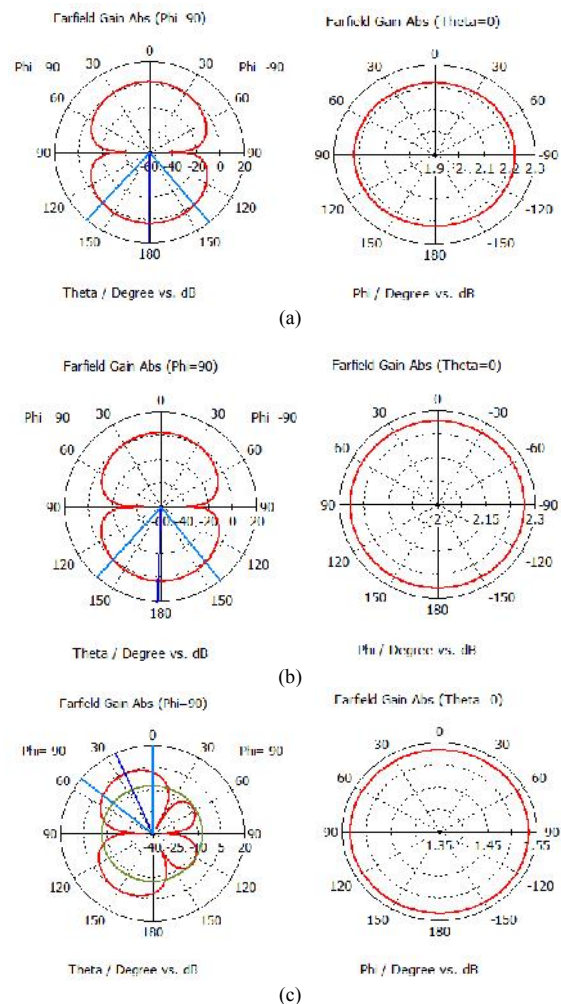 Farfield Gain Abs (Phi=90)
Farfield Gain Abs (Theta=0)
0
0
Phi 90 30 30 Phi -90
30 30
60 60
60 60
90 -60 -40 -20 0 20 -90
90 1.9 2 2.1 2.2 2.3 -90
120 120
120 -120
150 150
150 -150
180
180
Theta / Degree vs. dB
Phi / Degree vs. dB
(a)
Farfield Gain Abs (Phi=90)
Farfield Gain Abs (Theta=0)
0
0
Phi 90 30 30 Phi -90
30 -30
60 60
60 -60
90 -60 -40 -20 0 20 90
90 2 2.15 2.3 -90
120 120
120 -120
150 150
150 -150
180
180
Theta / Degree vs. dB
Phi / Degree vs. dB
(b)
Farfield Gain Abs (Phi=90)
Farfield Gain Abs (Theta 0)
0
0
Phi= 90 30 30 Phi= 90
30 30
60 60
60 60
90 -40 -25 -10 5 20 90
90 1.35 1.45 .55 90
120 120
120 -120
150 150
150 -150
180
180
Theta / Degree vs. dB
Phi / Degree vs. dB
(c)